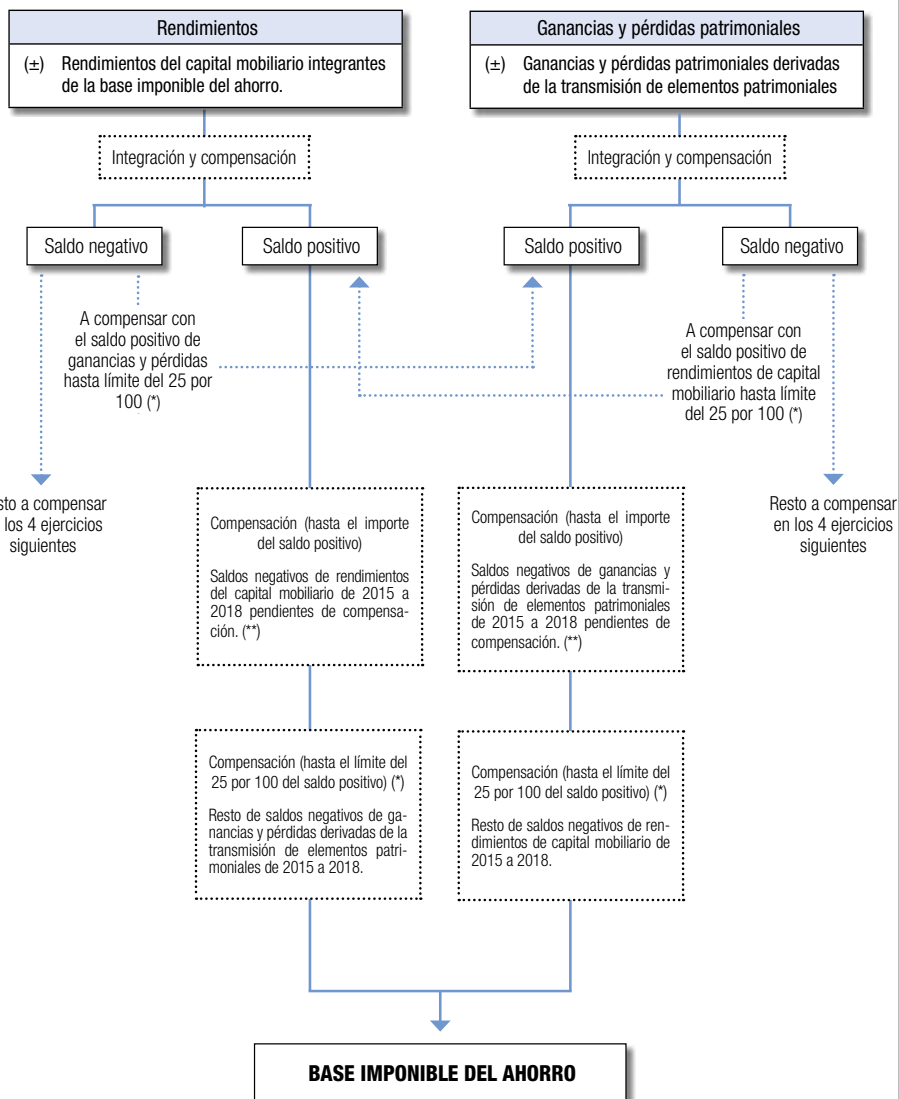 Rendimientos
(±) Rendimientos del capital mobiliario integrantes
de la base imponible del ahorro.
Ganancias y pérdidas patrimoniales
(±) Ganancias y pérdidas patrimoniales derivadas
de la transmisión de elementos patrimoniales
Integración y compensación
Integración y compensación
Saldo negativo
Saldo positivo
Saldo positivo
Saldo negativo
A compensar con
el saldo positivo de
ganancias y pérdidas
hasta límite del 25 por
100 (*)
A compensar con
el saldo positivo de
rendimientos de capital
mobiliario hasta límite
del 25 por 100 (*)
sto a compensar
los 4 ejercicios
siguientes
Compensación (hasta el importe
del saldo positivo)
Saldos negativos de rendimientos
del capital mobiliario de 2015 a
2018 pendientes de compensa-
ción. (**)
Compensación (hasta el importe
del saldo positivo)
Saldos negativos de ganancias y
pérdidas derivadas de la transmi-
sión de elementos patrimoniales
de 2015 a 2018 pendientes de
compensación. (**)
Resto a compensar
en los 4 ejercicios
siguientes
Compensación (hasta el límite del
25 por 100 del saldo positivo) (*)
Resto de saldos negativos de ga-
nancias y pérdidas derivadas de la
transmisión de elementos patri-
moniales de 2015 a 2018.
Compensación (hasta el límite del
25 por 100 del saldo positivo) (*)
Resto de saldos negativos de ren-
dimientos de capital mobiliario de
2015 a 2018.
BASE IMPONIBLE DEL AHORRO